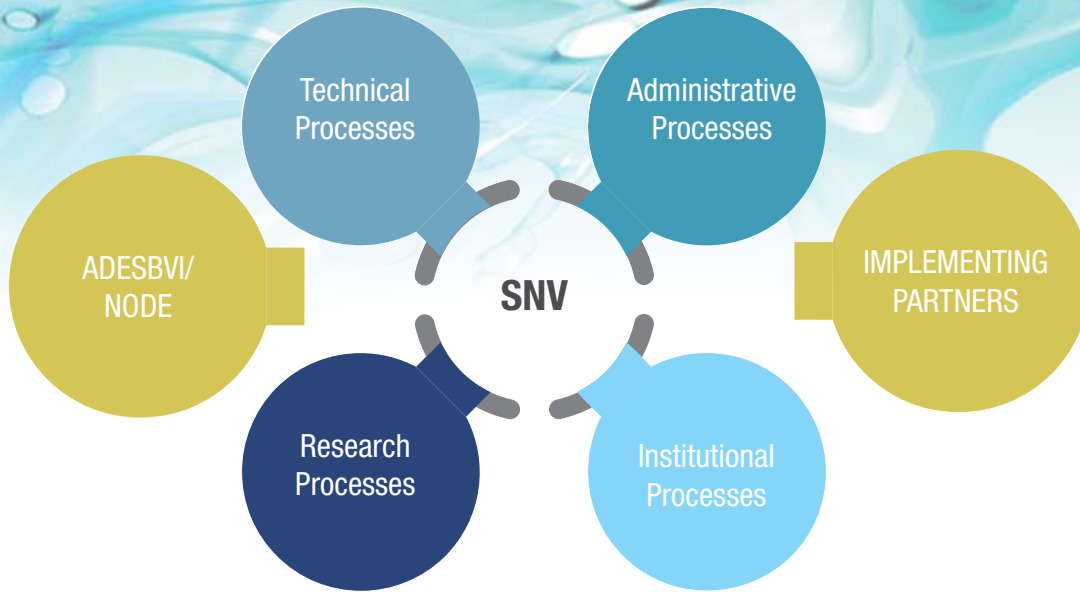 Technical
Processes
Administrative
Processes
ADESBVI/
NODE
SNV
IMPLEMENTING
PARTNERS
Research
Processes
Institutional
Processes